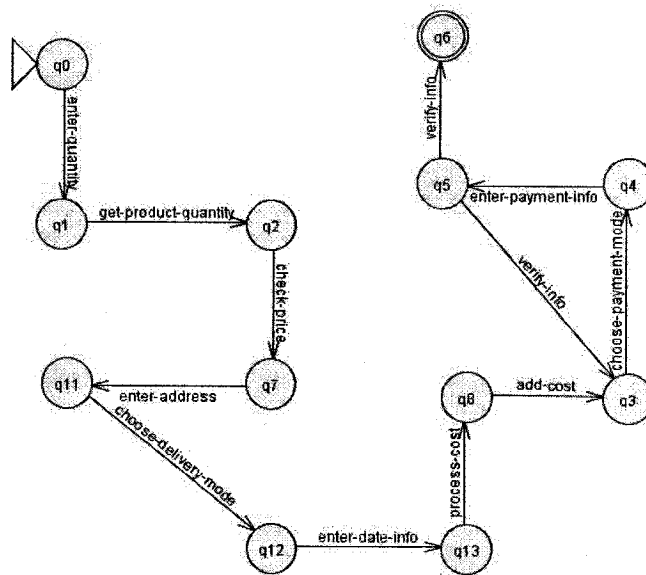 q0
q6
enter-quantity
verify-info
q5
q4
enter-payment-info
q1
get-product-quantity
q2
check-price
verify-info
choose-payment-mode
q11
enter-address
q7
q8
add-cost
q3
choose-delivery-mode
process-cost
q12
enter-date-info
q13